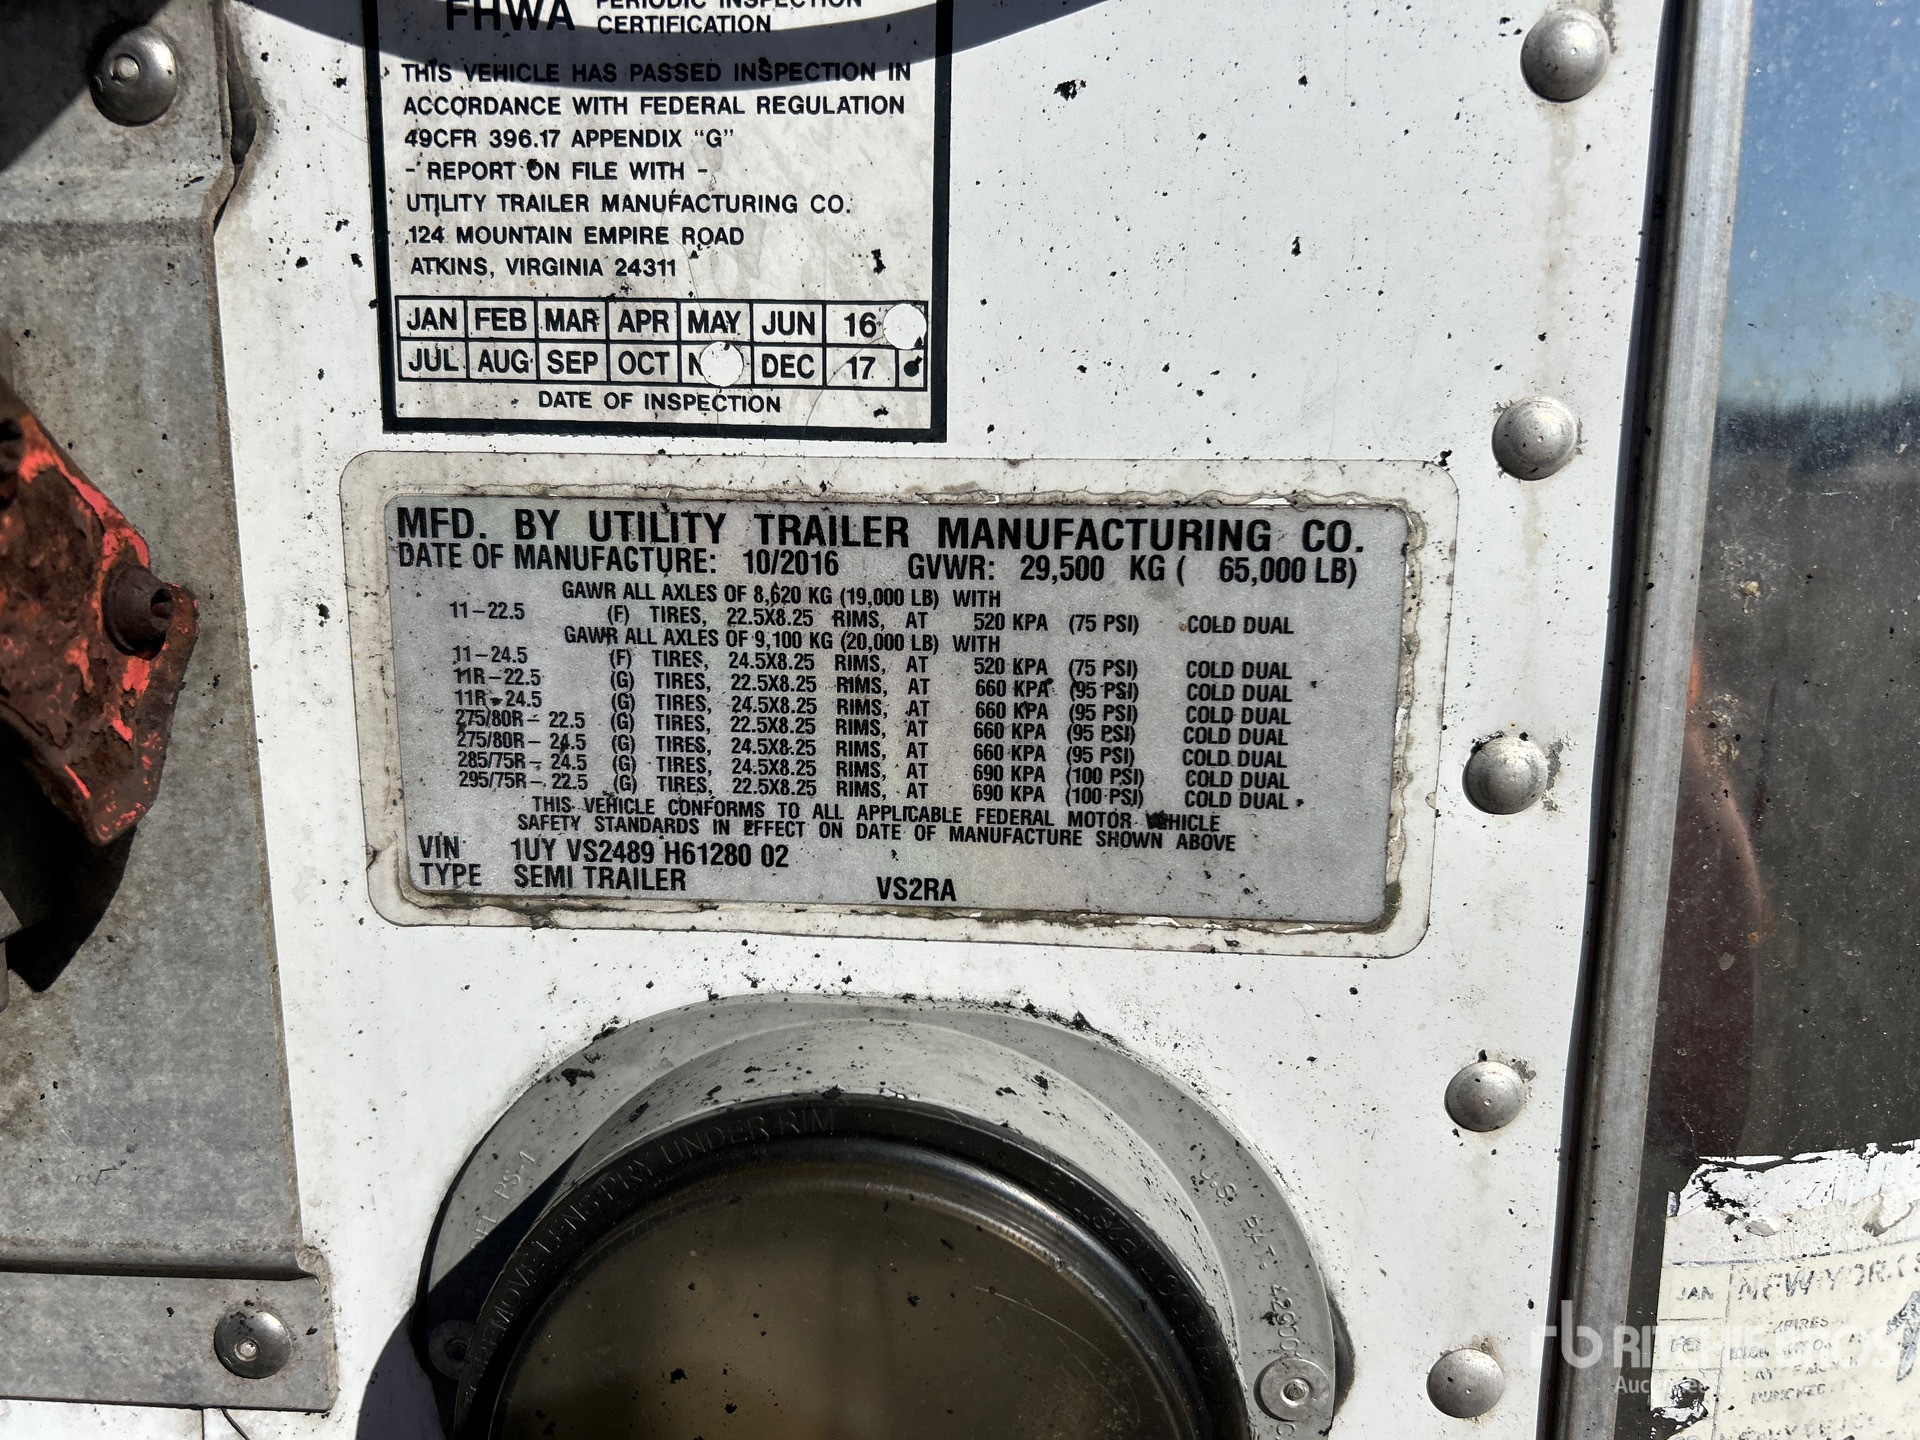 FHWA PERIODIC INSPECTION
CERTIFICATION
THIS VEHICLE HAS PASSED INSPECTION IN
ACCORDANCE WITH FEDERAL REGULATION
49CFR 396.17 APPENDIX "G"
- REPORT ON FILE WITH -
UTILITY TRAILER MANUFACTURING CO.
124 MOUNTAIN EMPIRE ROAD
ATKINS, VIRGINIA 24311
JAN FEB MAR APR MAY JUN 16
JUL AUG SEP OCT N DEC 17
DATE OF INSPECTION
MFD. BY UTILITY TRAILER MANUFACTURING CO.
DATE OF MANUFACTURE: 10/2016 GVWR: 29,500 KG ( 65,000 LB)
GAWR ALL AXLES OF 8,620 KG (19,000 LB) WITH
11-22.5 (F) TIRES, 22.5X8.25 RIMS, AT 520 KPA (75 PSI) COLD DUAL
GAWR ALL AXLES OF 9,100 KG (20,000 LB) WITH
11-24.5 (F) TIRES, 24.5X8.25 RIMS, AT 520 KPA (75 PSI) COLD DUAL
11R-22.5 (G) TIRES, 22.5X8.25 RIMS, AT 660 KPA (95 PSI) COLD DUAL
11R-24.5 (G) TIRES, 24.5X8.25 RIMS, AT 660 KPA (95 PSI) COLD DUAL
275/80R-22.5 (G) TIRES, 22.5X8.25 RIMS, AT 660 KPA (95 PSI) COLD DUAL
275/80R-24.5 (G) TIRES, 24.5X8.25 RIMS, AT 660 KPA (95 PSI) COLD DUAL
285/75R-24.5 (G) TIRES, 24.5X8.25 RIMS, AT 690 KPA (100 PSI) COLD DUAL
295/75R-22.5 (G) TIRES, 22.5X8.25 RIMS, AT 690 KPA (100 PSI) COLD DUAL
THIS VEHICLE CONFORMS TO ALL APPLICABLE FEDERAL MOTOR VEHICLE
SAFETY STANDARDS IN EFFECT ON DATE OF MANUFACTURE SHOWN ABOVE
VIN 1UY VS2489 H61280 02
TYPE SEMI TRAILER VS2RA
PS-1
REMOVE LENS PRY UNDER RIM
U.S. PAT.
JAN